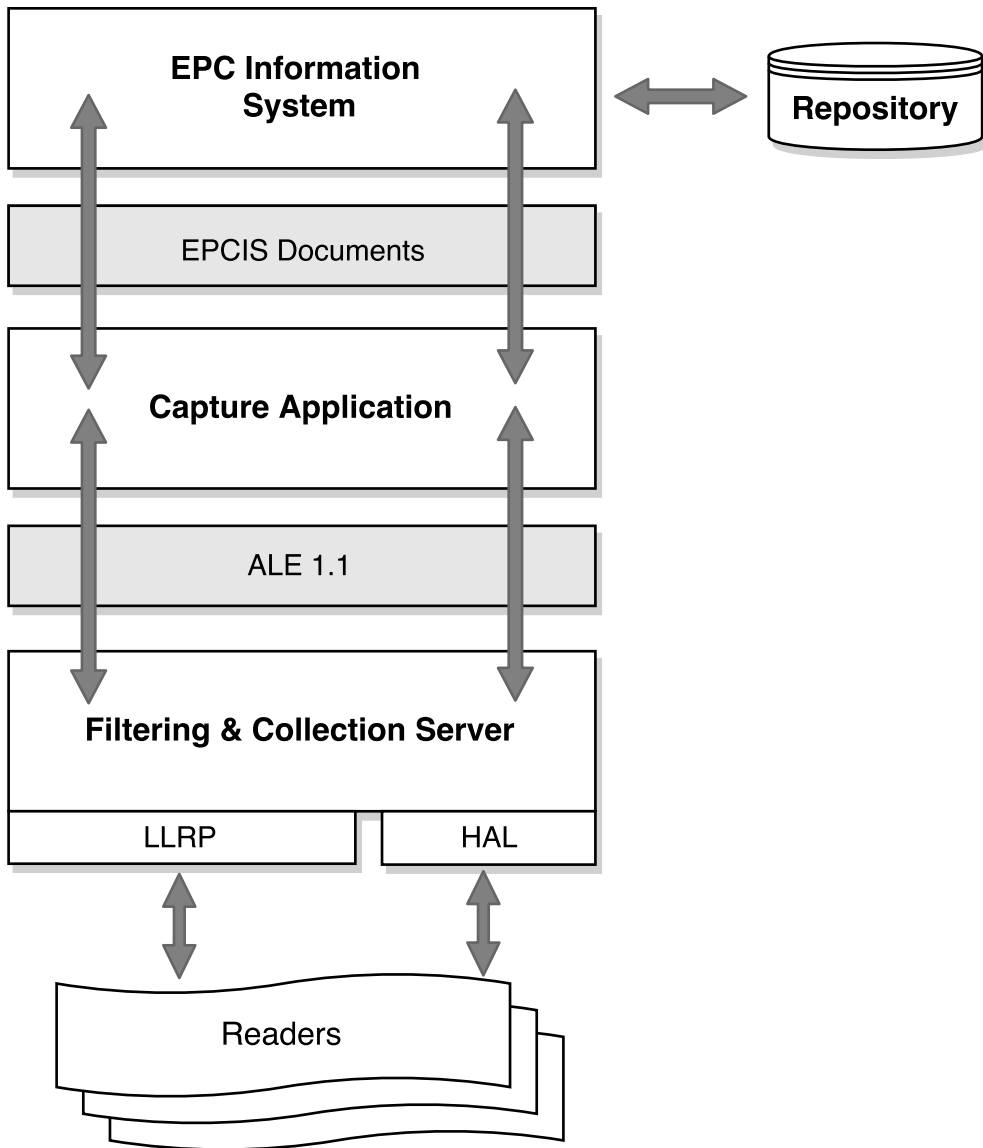 EPC Information
System
Repository
EPCIS Documents
Capture Application
ALE 1.1
Filtering & Collection Server
LLRP
HAL
Readers